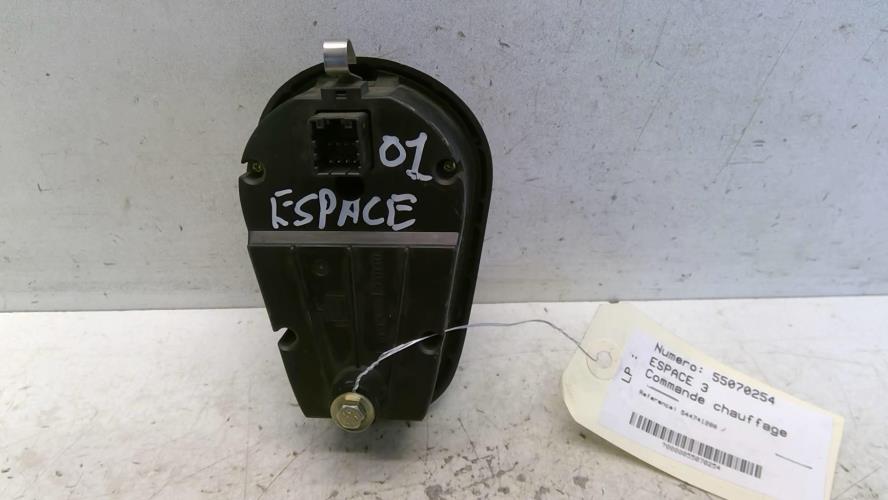 01
ESPACE
Numero: 55070254
ESPACE 3
LP :
Commande chauffage